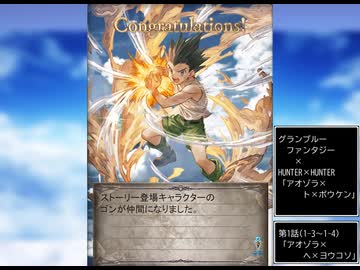 Congratulations!
ストーリー登場キャラクターの
ゴンが仲間になりました。
グランブルー
ファンタジー
×
HUNTER×HUNTER
「アオゾラ×
ト×ボウケン」
第1話(1-3~1-4)
「アオゾラ×
へ×ヨウコソ」